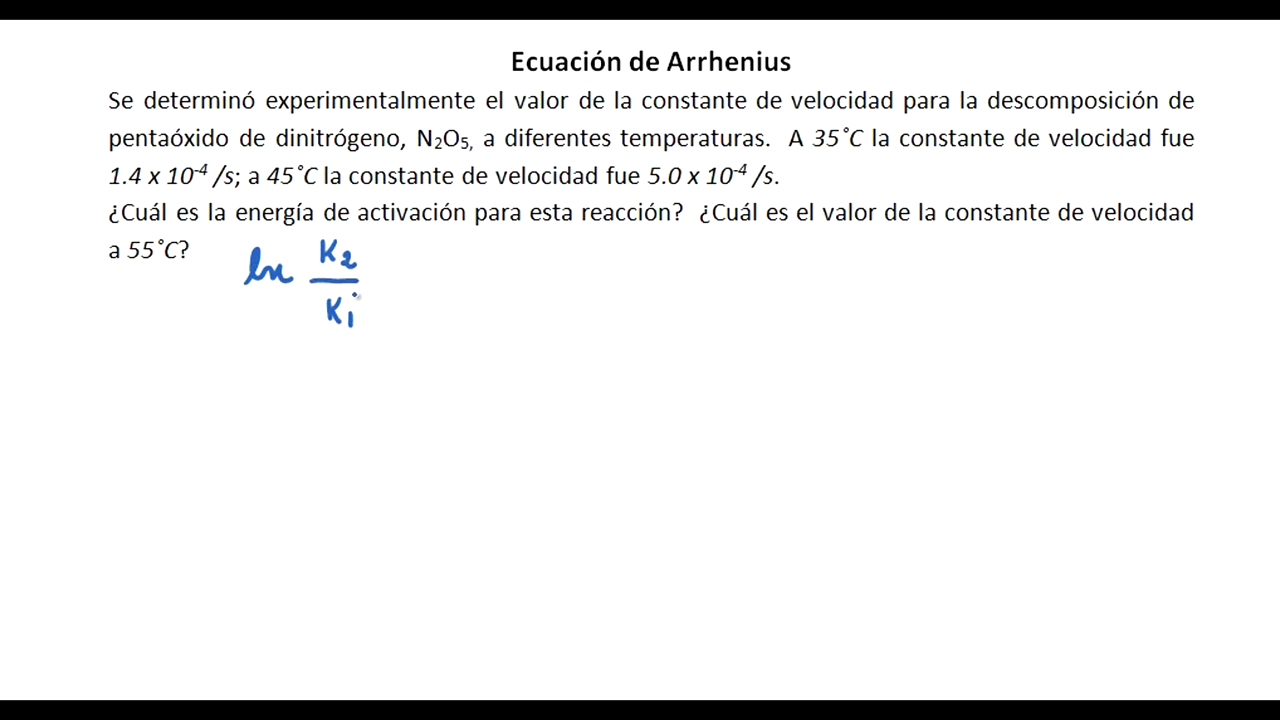 Ecuación de Arrhenius
Se determinó experimentalmente el valor de la constante de velocidad para la descomposición de
pentaóxido de dinitrógeno, N₂O₅, a diferentes temperaturas. A 35˚C la constante de velocidad fue
1.4 x 10⁻⁴ /s; a 45˚C la constante de velocidad fue 5.0 x 10⁻⁴ /s.
¿Cuál es la energía de activación para esta reacción? ¿Cuál es el valor de la constante de velocidad
a 55˚C?
ln K₂
K₁